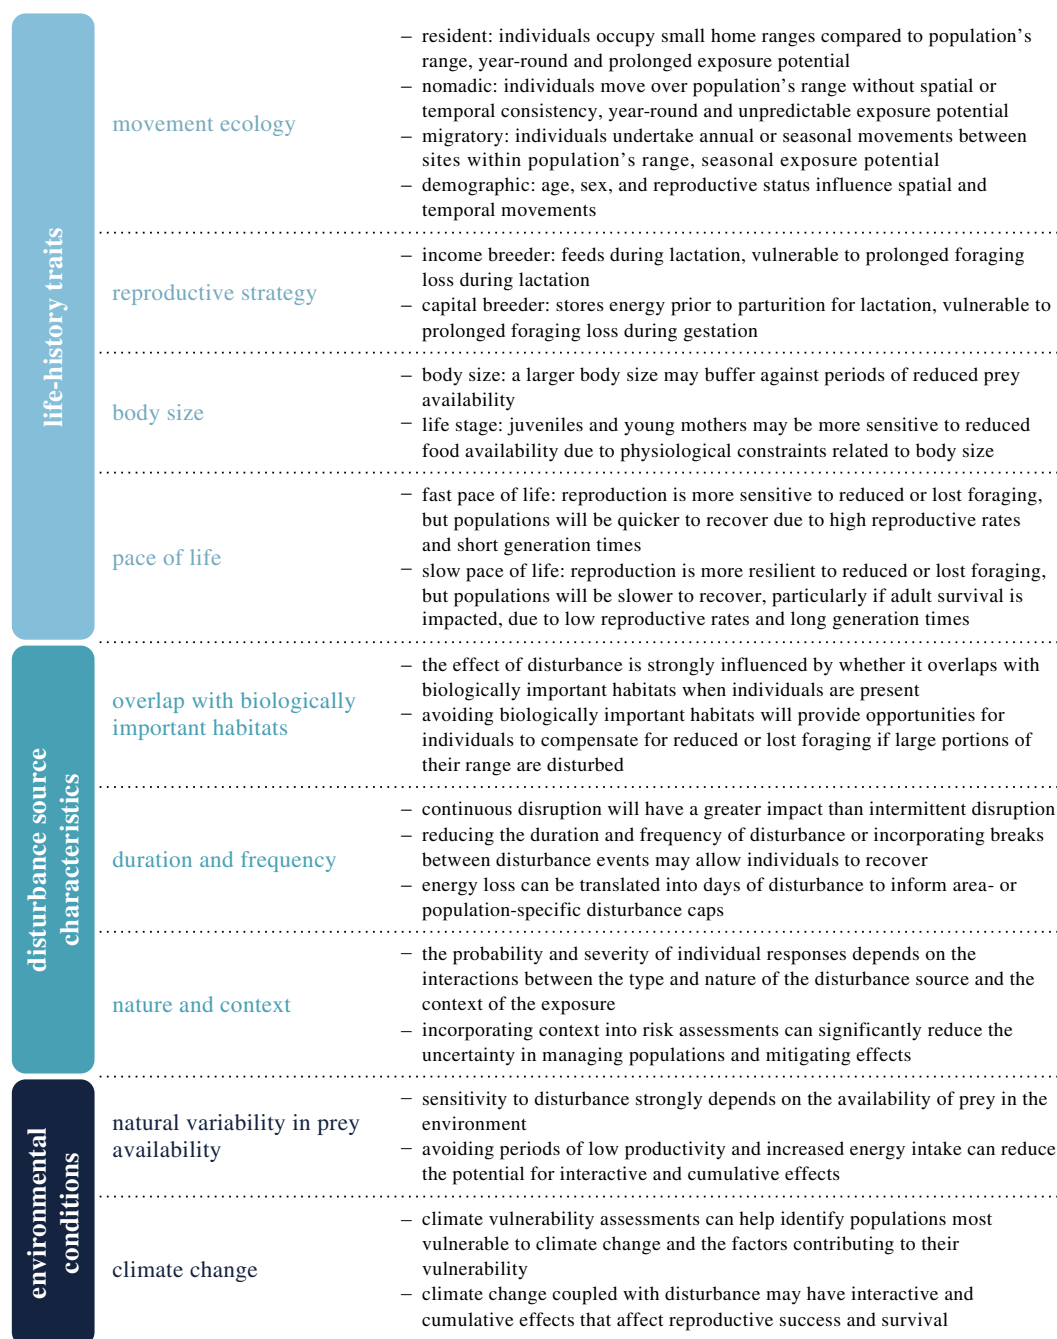 life-history traits
movement ecology
– resident: individuals occupy small home ranges compared to population’s
range, year-round and prolonged exposure potential
– nomadic: individuals move over population’s range without spatial or
temporal consistency, year-round and unpredictable exposure potential
– migratory: individuals undertake annual or seasonal movements between
sites within population’s range, seasonal exposure potential
– demographic: age, sex, and reproductive status influence spatial and
temporal movements
reproductive strategy
– income breeder: feeds during lactation, vulnerable to prolonged foraging
loss during lactation
– capital breeder: stores energy prior to parturition for lactation, vulnerable to
prolonged foraging loss during gestation
body size
– body size: a larger body size may buffer against periods of reduced prey
availability
– life stage: juveniles and young mothers may be more sensitive to reduced
food availability due to physiological constraints related to body size
pace of life
– fast pace of life: reproduction is more sensitive to reduced or lost foraging,
but populations will be quicker to recover due to high reproductive rates
and short generation times
– slow pace of life: reproduction is more resilient to reduced or lost foraging,
but populations will be slower to recover, particularly if adult survival is
impacted, due to low reproductive rates and long generation times
disturbance source
characteristics
overlap with biologically
important habitats
– the effect of disturbance is strongly influenced by whether it overlaps with
biologically important habitats when individuals are present
– avoiding biologically important habitats will provide opportunities for
individuals to compensate for reduced or lost foraging if large portions of
their range are disturbed
duration and frequency
– continuous disruption will have a greater impact than intermittent disruption
– reducing the duration and frequency of disturbance or incorporating breaks
between disturbance events may allow individuals to recover
– energy loss can be translated into days of disturbance to inform area- or
population-specific disturbance caps
nature and context
– the probability and severity of individual responses depends on the
interactions between the type and nature of the disturbance source and the
context of the exposure
– incorporating context into risk assessments can significantly reduce the
uncertainty in managing populations and mitigating effects
environmental
conditions
natural variability in prey
availability
– sensitivity to disturbance strongly depends on the availability of prey in the
environment
– avoiding periods of low productivity and increased energy intake can reduce
the potential for interactive and cumulative effects
climate change
– climate vulnerability assessments can help identify populations most
vulnerable to climate change and the factors contributing to their
vulnerability
– climate change coupled with disturbance may have interactive and
cumulative effects that affect reproductive success and survival